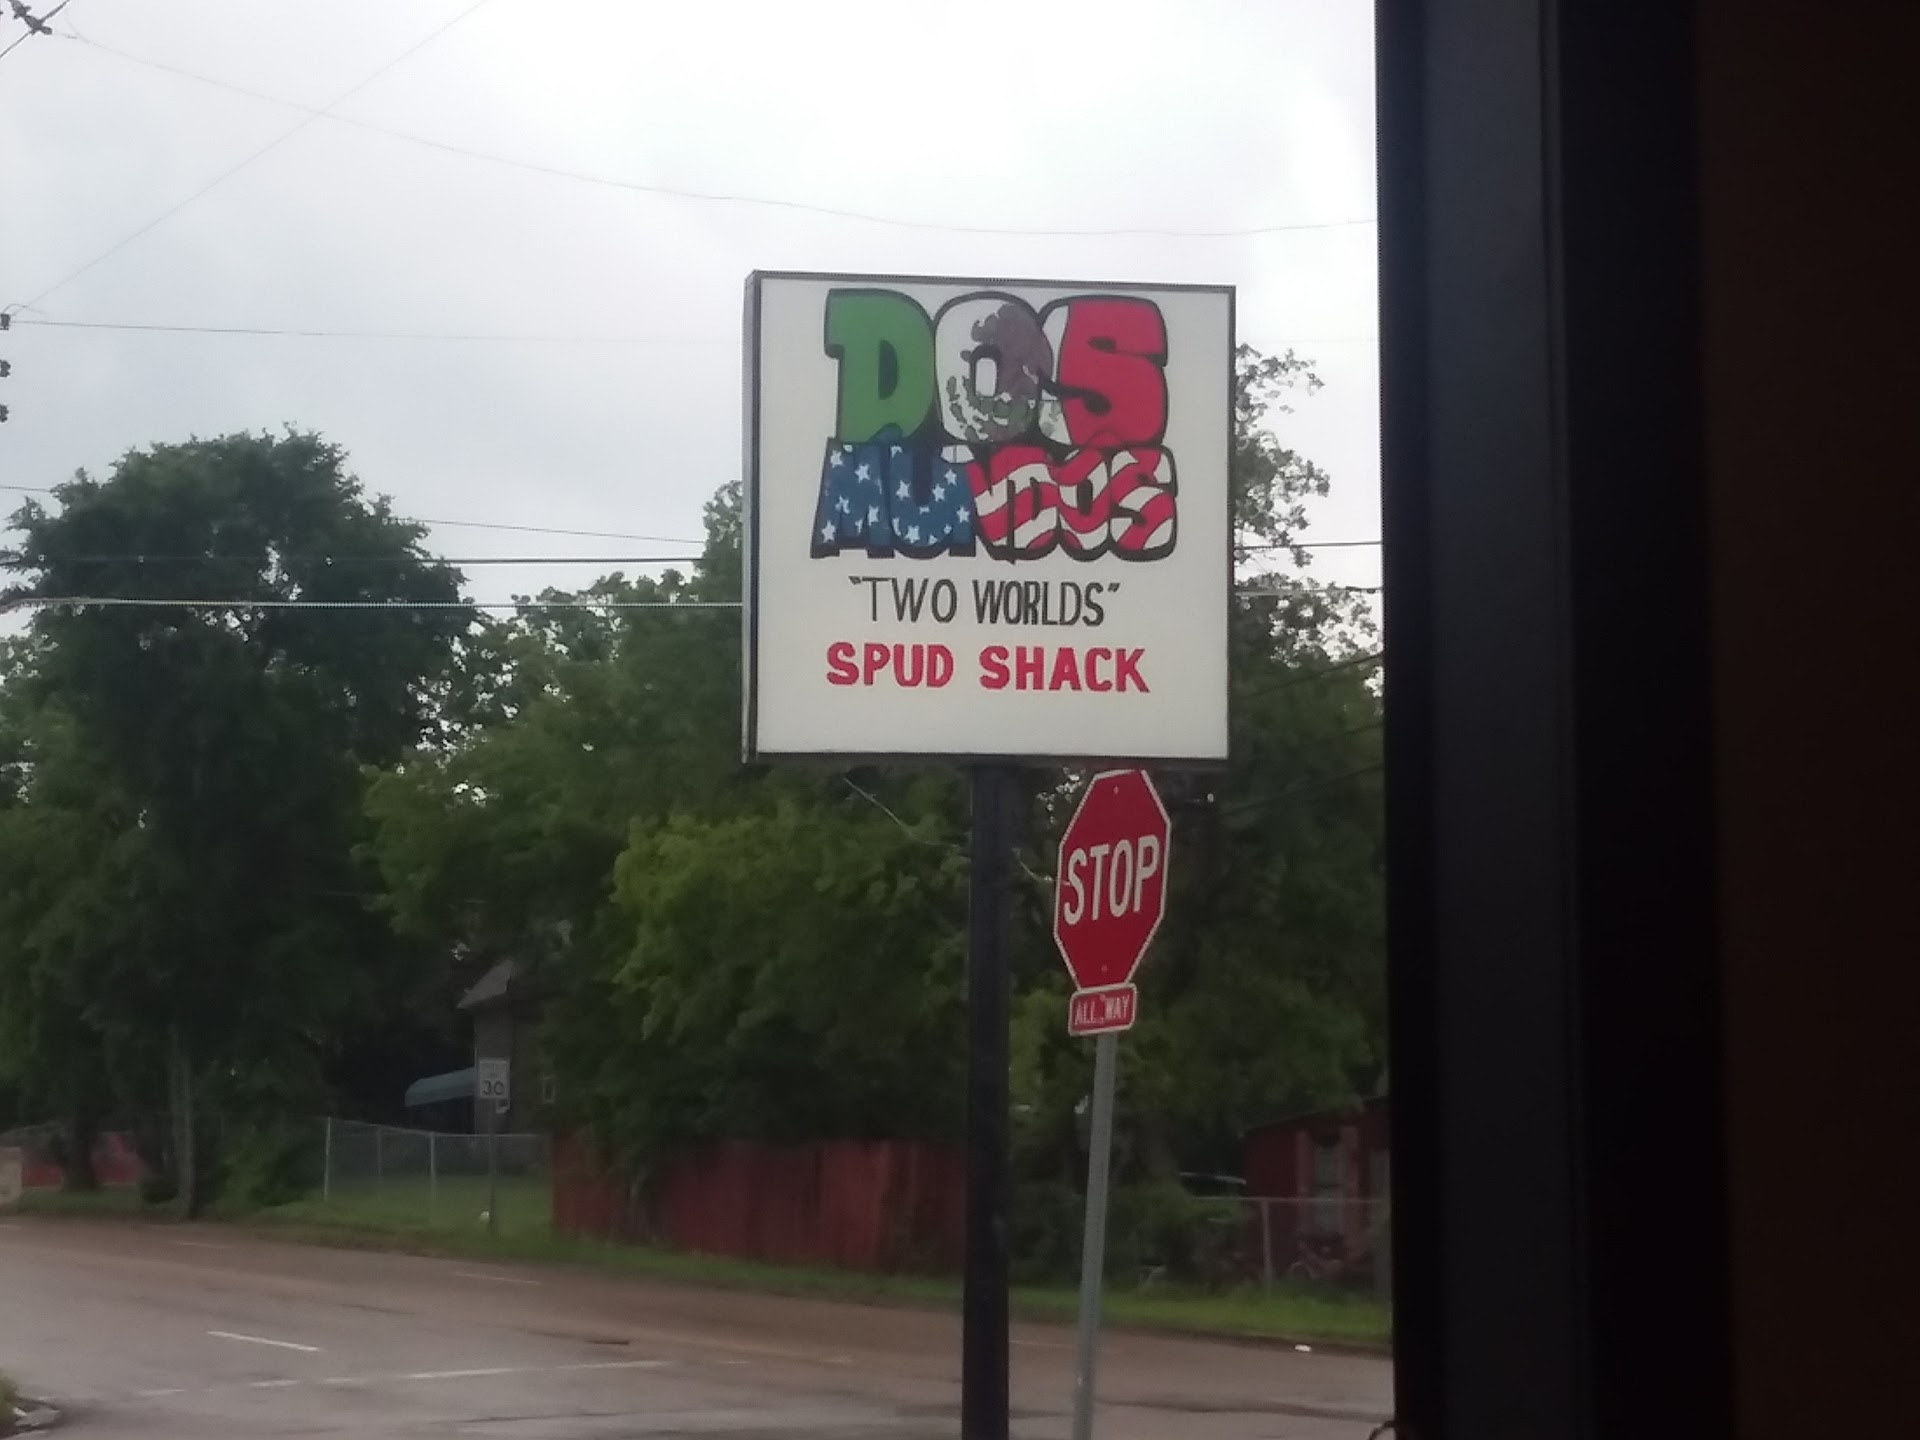 DOS
MUNDOS
"TWO WORLDS"
SPUD SHACK
STOP
ALL WAY
30